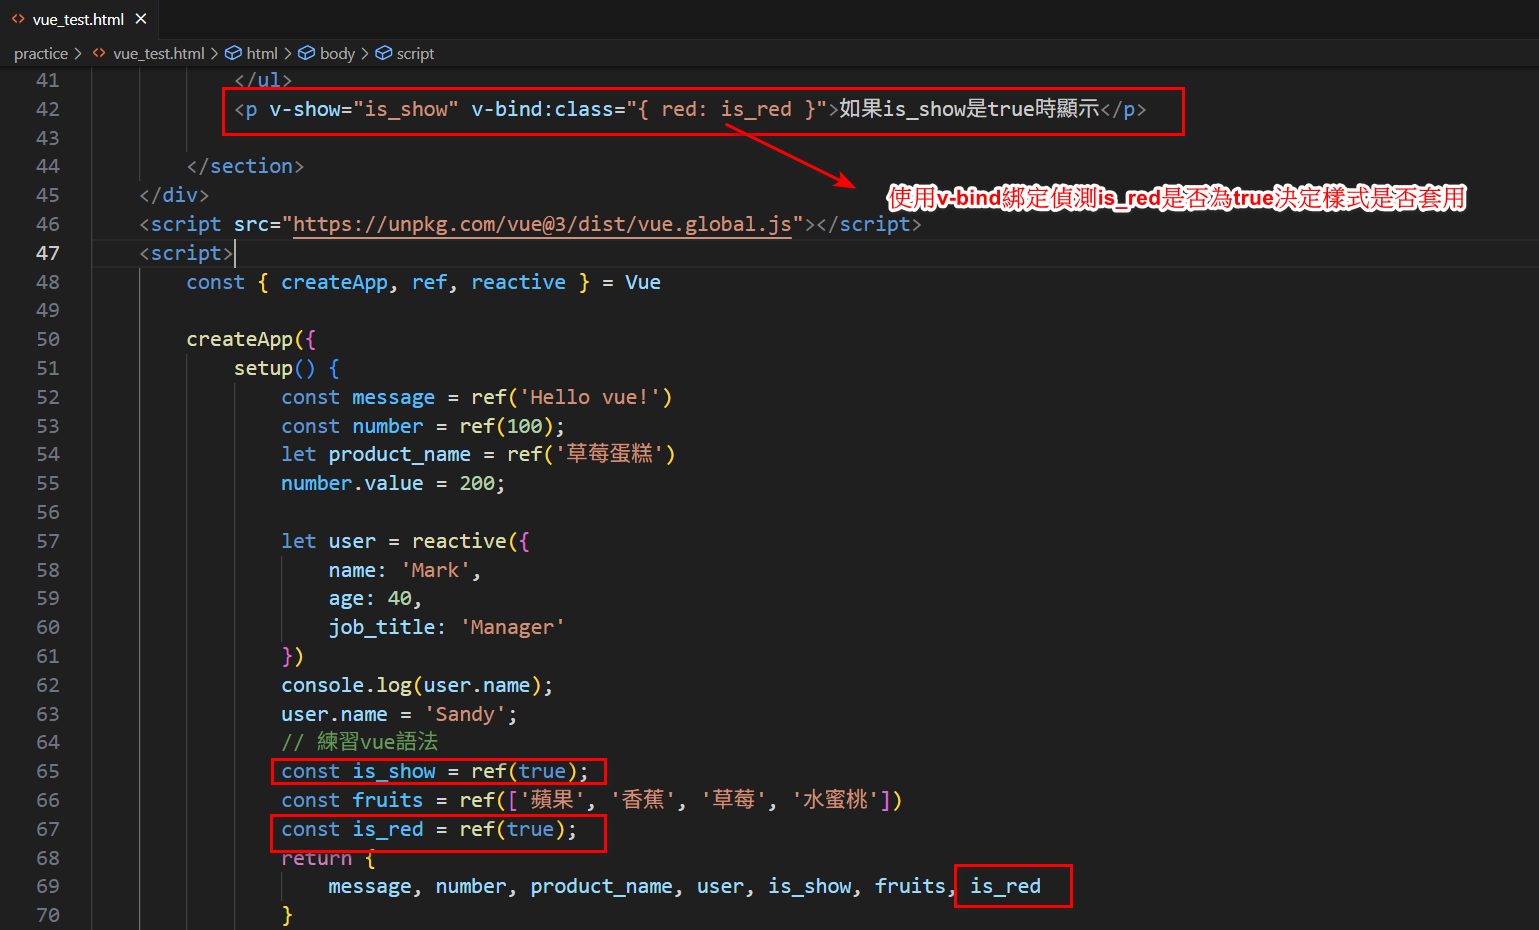 vue_test.html
practice > vue_test.html > html > body > script
41 </ul>
42 <p v-show="is_show" v-bind:class="{ red: is_red }">如果is_show是true時顯示</p>
43
44 </section>
45 </div>
使用v-bind綁定偵測is_red是否為true決定樣式是否套用
46 <script src="https://unpkg.com/vue@3/dist/vue.global.js"></script>
47 <script>
48 const { createApp, ref, reactive } = Vue
49
50 createApp({
51 setup() {
52 const message = ref('Hello vue!')
53 const number = ref(100);
54 let product_name = ref('草莓蛋糕')
55 number.value = 200;
56
57 let user = reactive({
58 name: 'Mark',
59 age: 40,
60 job_title: 'Manager'
61 })
62 console.log(user.name);
63 user.name = 'Sandy';
64 // 練習vue語法
65 const is_show = ref(true);
66 const fruits = ref(['蘋果', '香蕉', '草莓', '水蜜桃'])
67 const is_red = ref(true);
68 return {
69 message, number, product_name, user, is_show, fruits, is_red
70 }